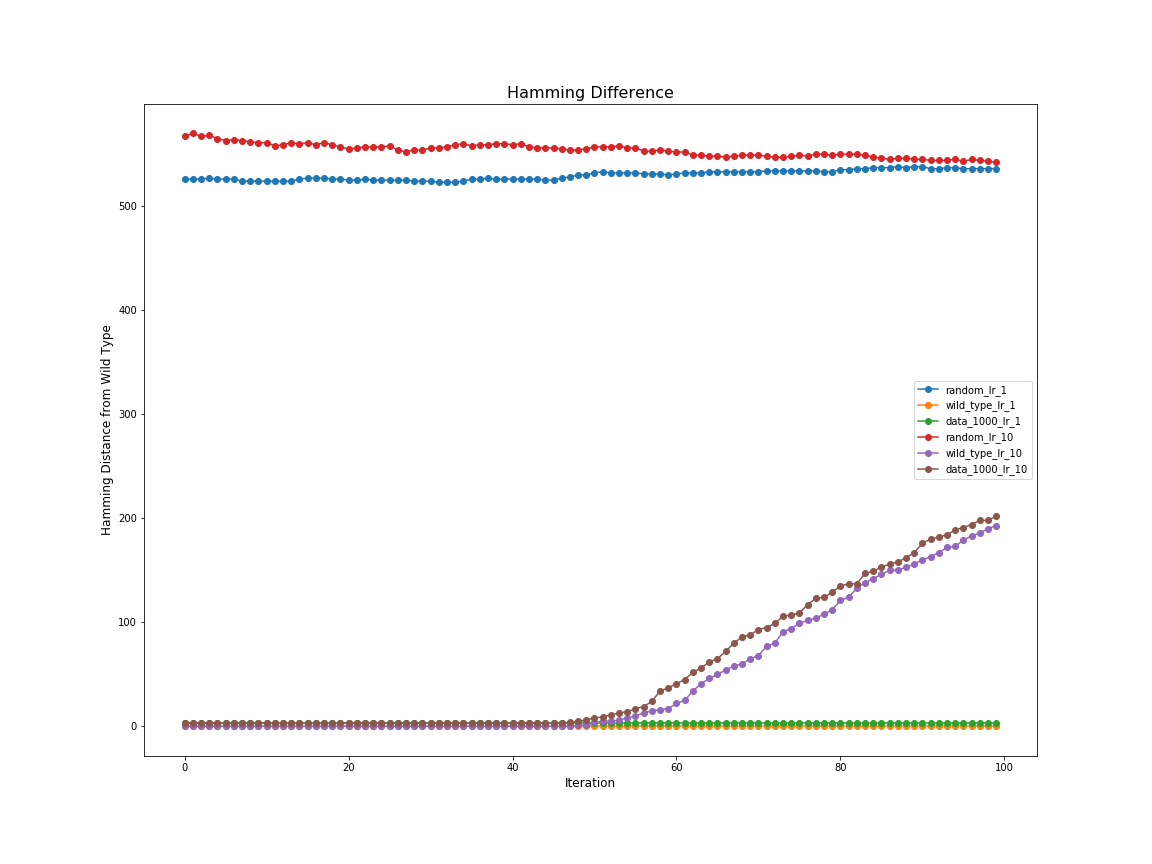 Hamming Difference
Hamming Distance from Wild Type
500
400
300
200
100
0
random_lr_1
wild_type_lr_1
data_1000_lr_1
random_lr_10
wild_type_lr_10
data_1000_lr_10
0 20 40 60 80 100
Iteration